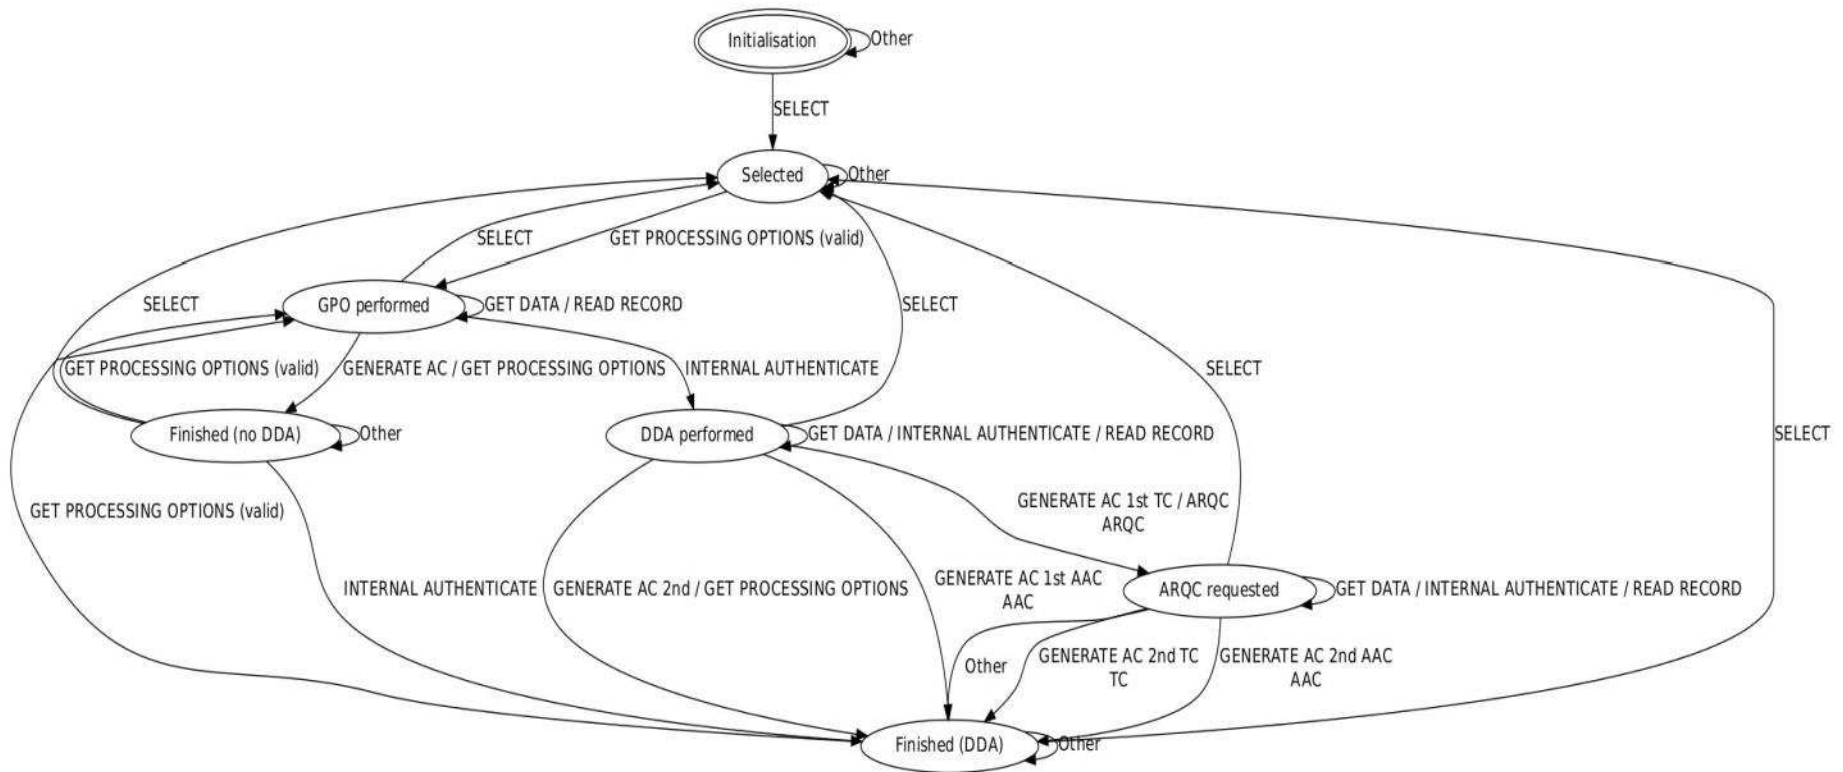 Initialisation
Other
SELECT
Selected
Other
SELECT
GET PROCESSING OPTIONS (valid)
SELECT
GPO performed
GET DATA / READ RECORD
SELECT
GET PROCESSING OPTIONS (valid)
GENERATE AC / GET PROCESSING OPTIONS
INTERNAL AUTHENTICATE
SELECT
Finished (no DDA)
Other
DDA performed
GET DATA / INTERNAL AUTHENTICATE / READ RECORD
SELECT
GET PROCESSING OPTIONS (valid)
GENERATE AC 1st TC / ARQC
ARQC
INTERNAL AUTHENTICATE
GENERATE AC 2nd / GET PROCESSING OPTIONS
GENERATE AC 1st AAC
AAC
ARQC requested
GET DATA / INTERNAL AUTHENTICATE / READ RECORD
Other
GENERATE AC 2nd TC
TC
GENERATE AC 2nd AAC
AAC
Finished (DDA)
Other